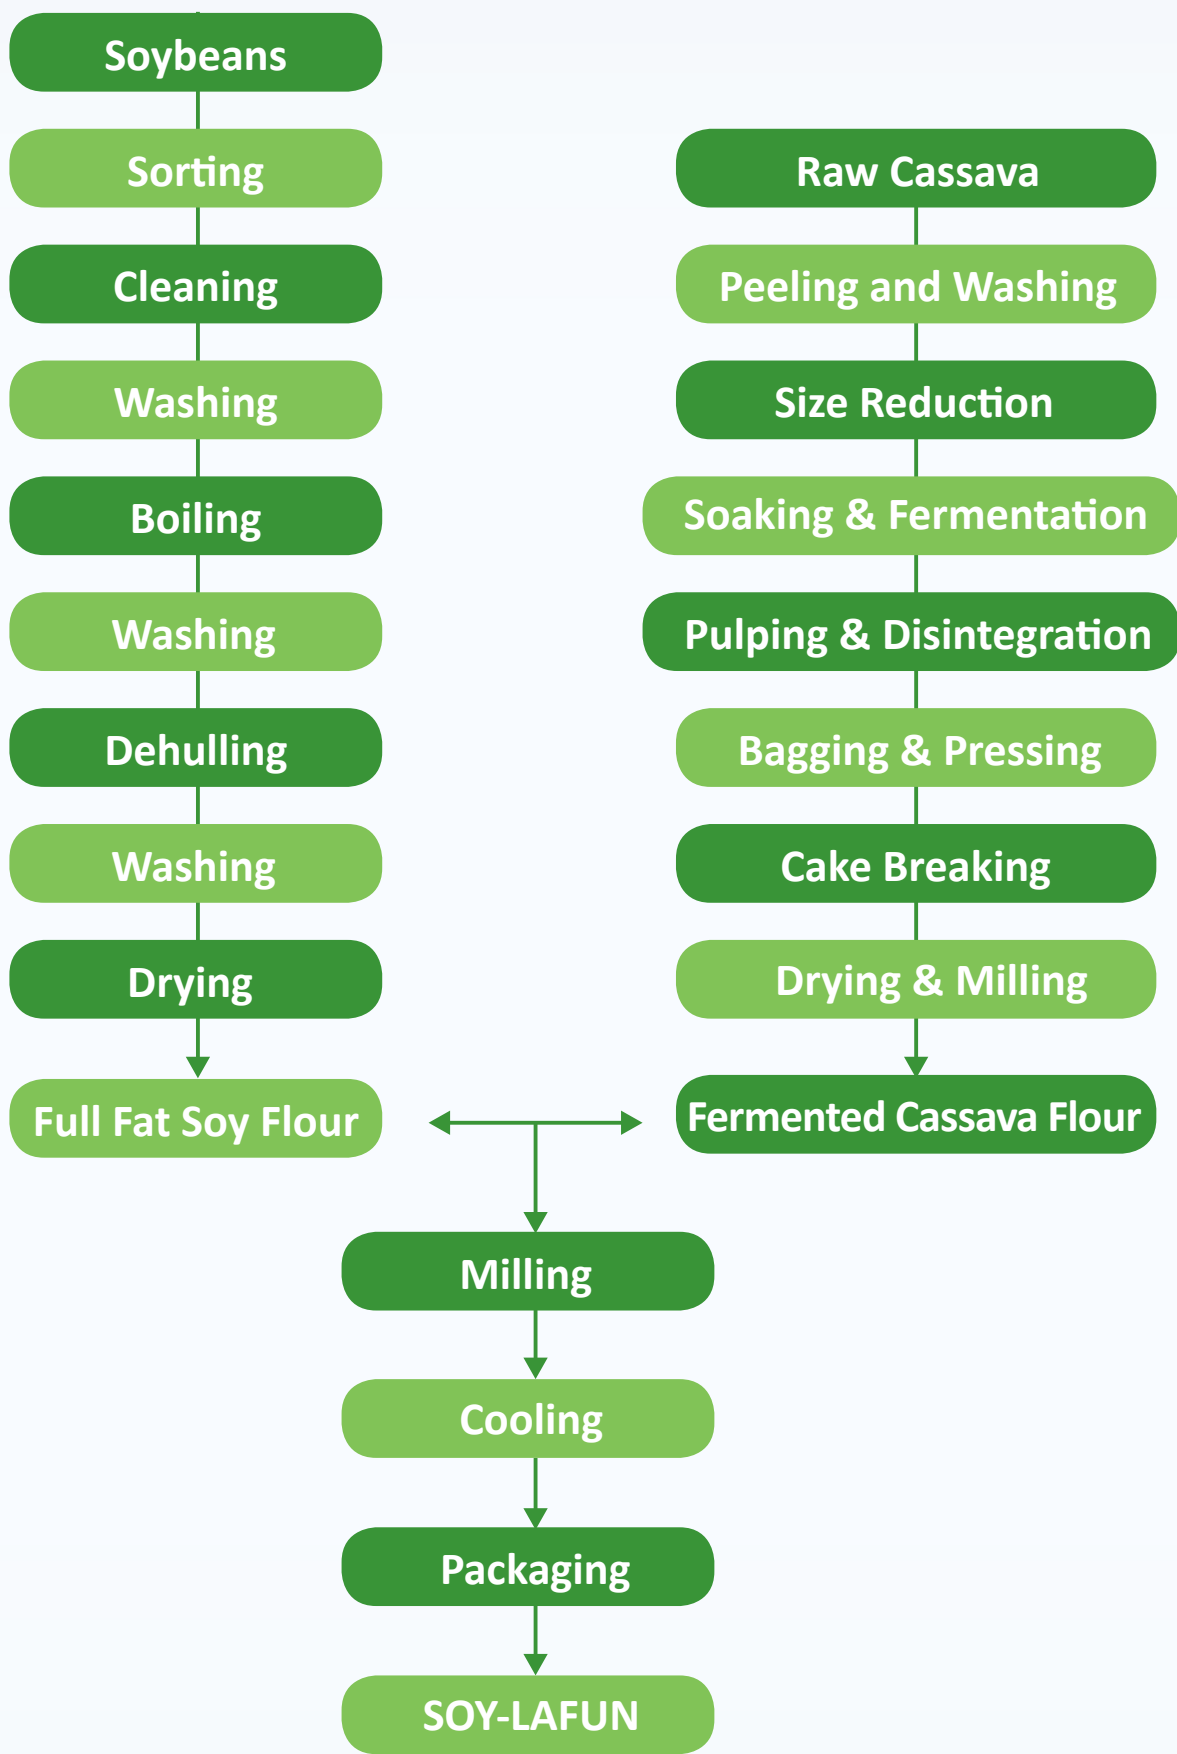 Soybeans
Sorting
Cleaning
Washing
Boiling
Washing
Dehulling
Washing
Drying
Full Fat Soy Flour
Raw Cassava
Peeling and Washing
Size Reduction
Soaking & Fermentation
Pulping & Disintegration
Bagging & Pressing
Cake Breaking
Drying & Milling
Fermented Cassava Flour
Milling
Cooling
Packaging
SOY-LAFUN